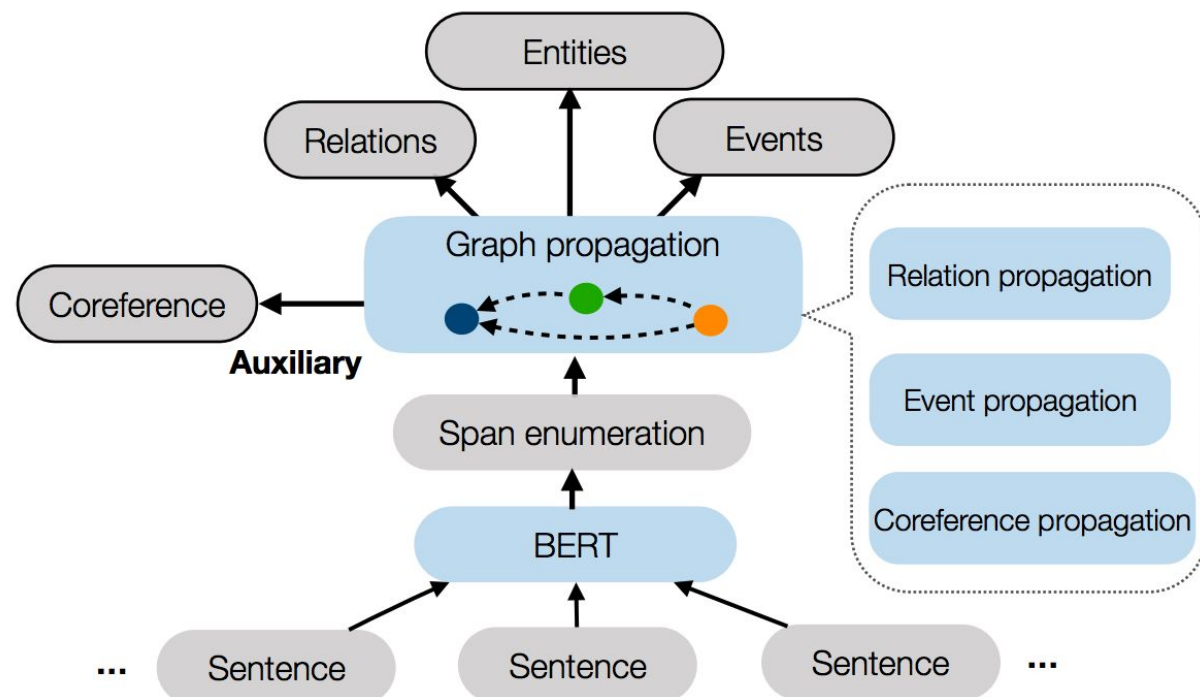 Entities
Relations
Events
Graph propagation
Coreference
Auxiliary
Relation propagation
Span enumeration
Event propagation
BERT
Coreference propagation
...
Sentence
Sentence
Sentence
...